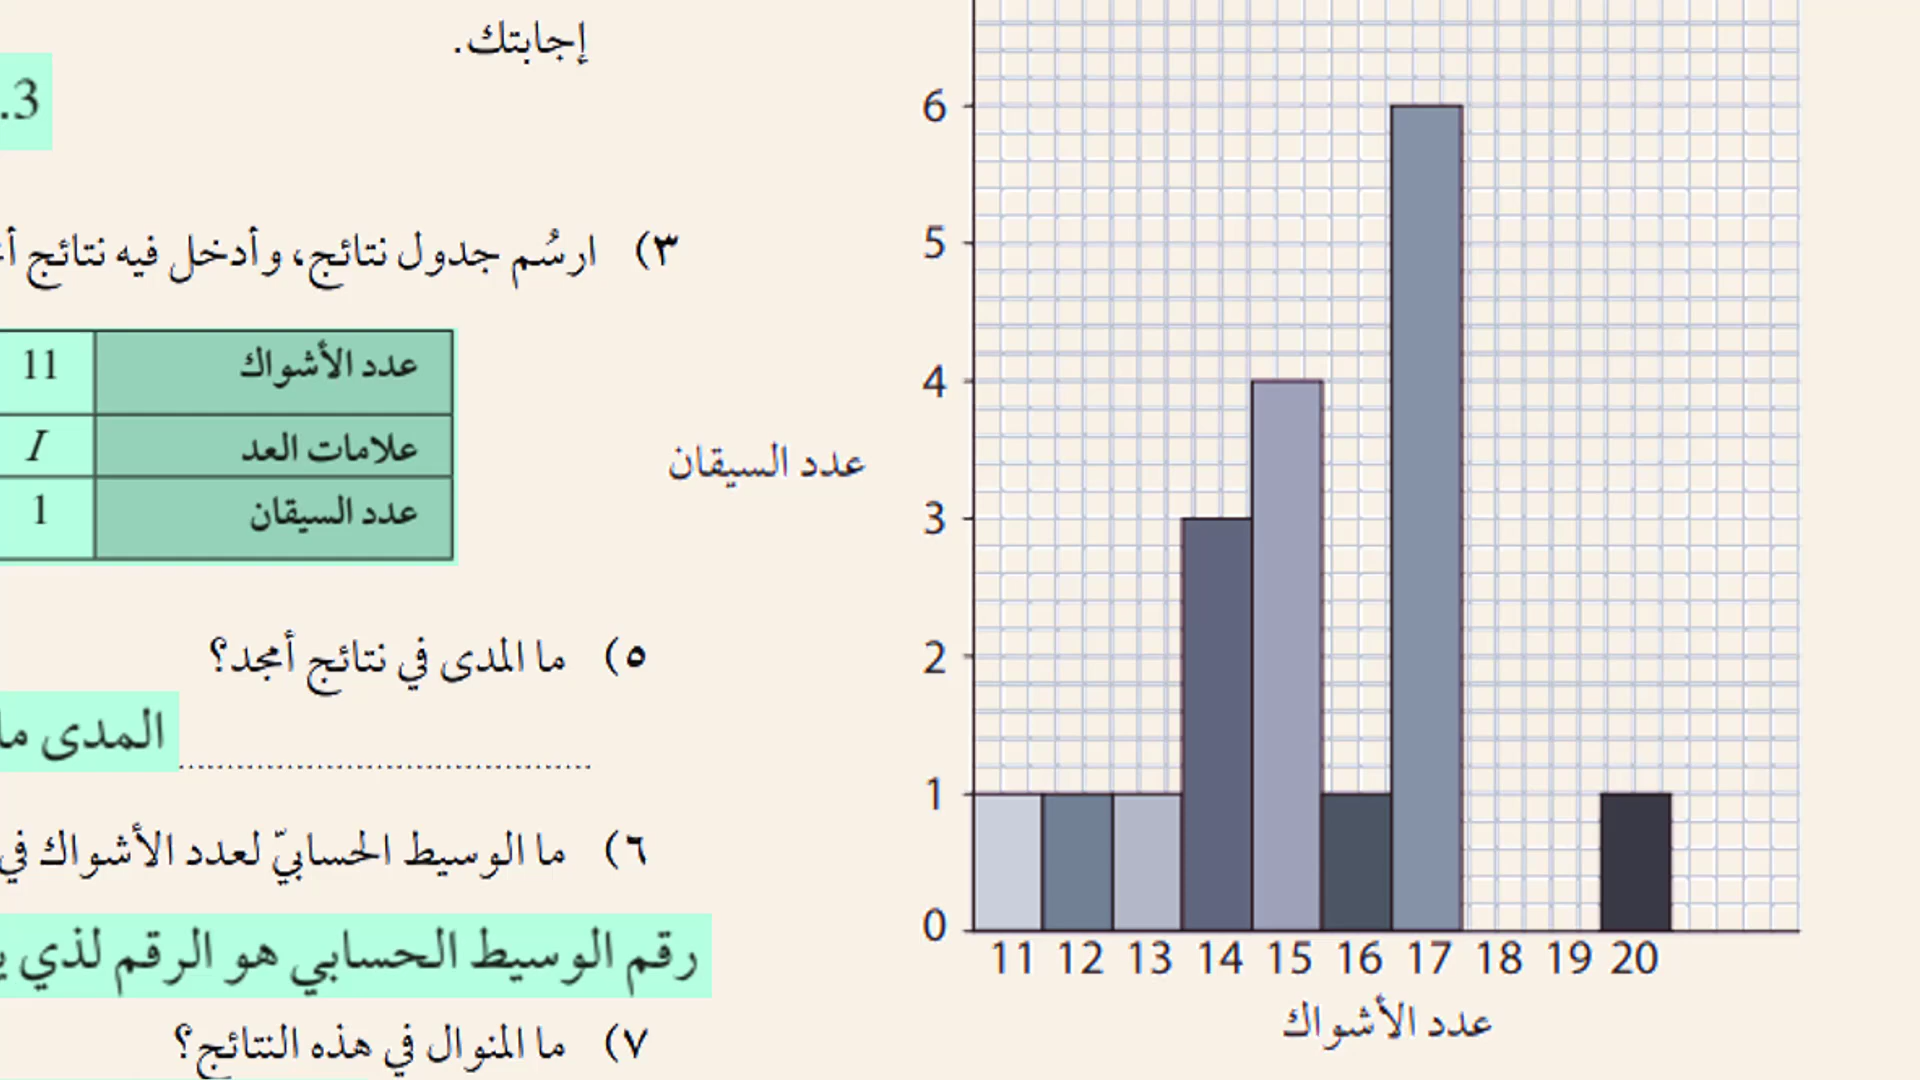 إجابتك.
.3
٣) ارسُم جدول نتائج، وأدخل فيه نتائج
عدد الأشواك 11
علامات العد I
عدد السيقان 1
٥) ما المدى في نتائج أمجد؟
المدى
٦) ما الوسيط الحسابيّ لعدد الأشواك في
رقم الوسيط الحسابي هو الرقم لذي
٧) ما المنوال في هذه النتائج؟
6
5
4
عدد السيقان
3
2
1
0
11 12 13 14 15 16 17 18 19 20
عدد الأشواك